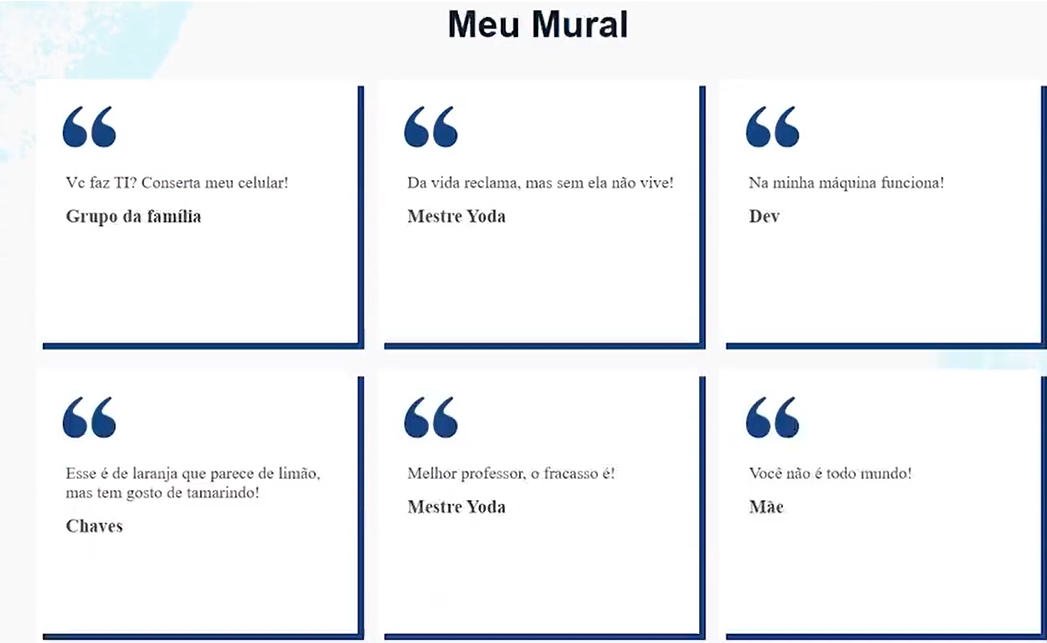 Meu Mural
“
Vc faz TI? Conserta meu celular!
Grupo da família
“
Da vida reclama, mas sem ela não vive!
Mestre Yoda
“
Na minha máquina funciona!
Dev
“
Esse é de laranja que parece de limão,
mas tem gosto de tamarindo!
Chaves
“
Melhor professor, o fracasso é!
Mestre Yoda
“
Você não é todo mundo!
Mãe